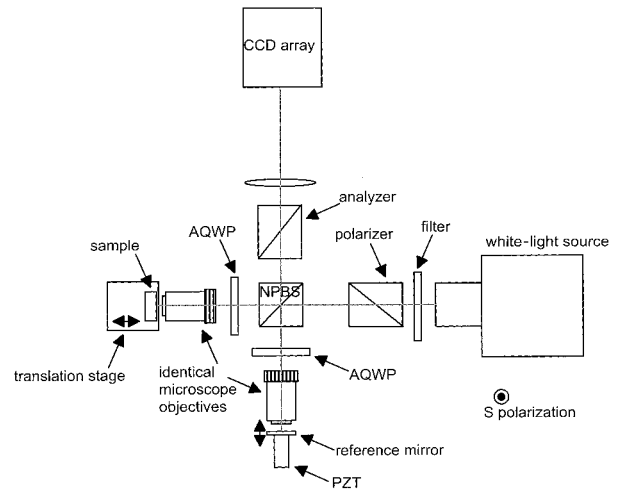 CCD array
analyzer
polarizer
filter
white-light source
AQWP
sample
NPBS
translation stage
identical
microscope
objectives
AQWP
S polarization
reference mirror
PZT